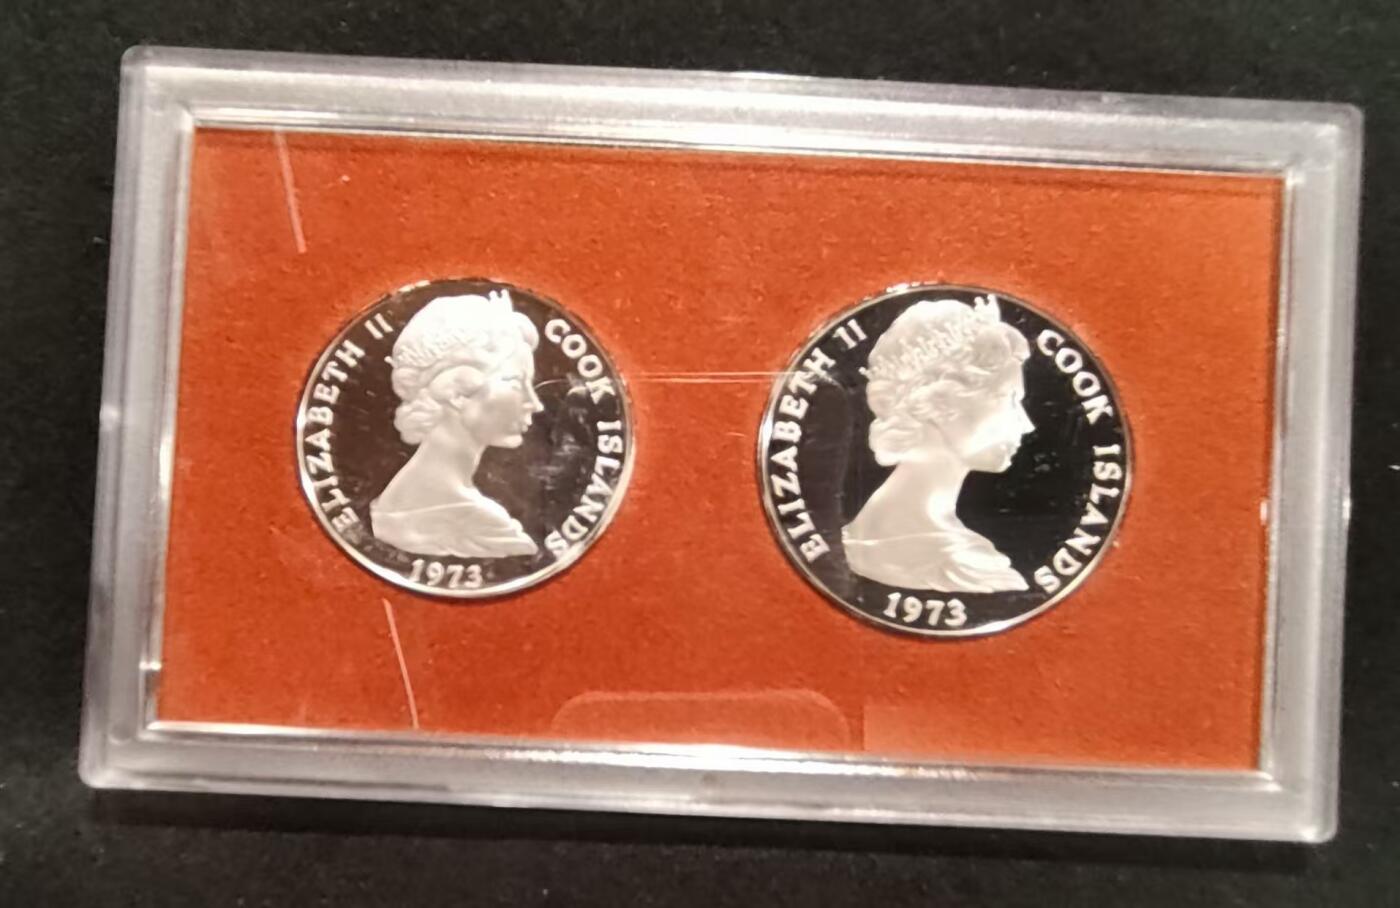 ELIZABETH II
COOK ISLANDS
1973
ELIZABETH II
COOK ISLANDS
1973